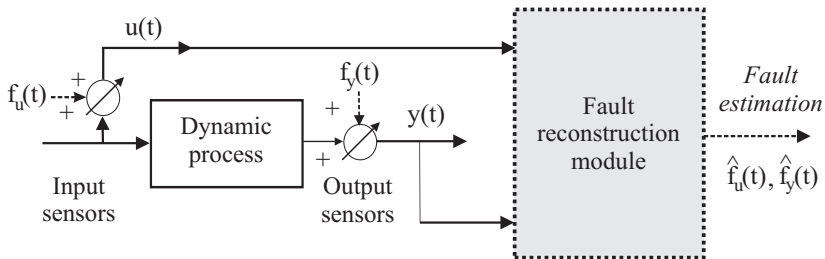 u(t)
f_u(t)
+
+
f_y(t)
+
+
y(t)
Dynamic
process
Input
sensors
Output
sensors
Fault
reconstruction
module
Fault
estimation
f̂_u(t), f̂_y(t)